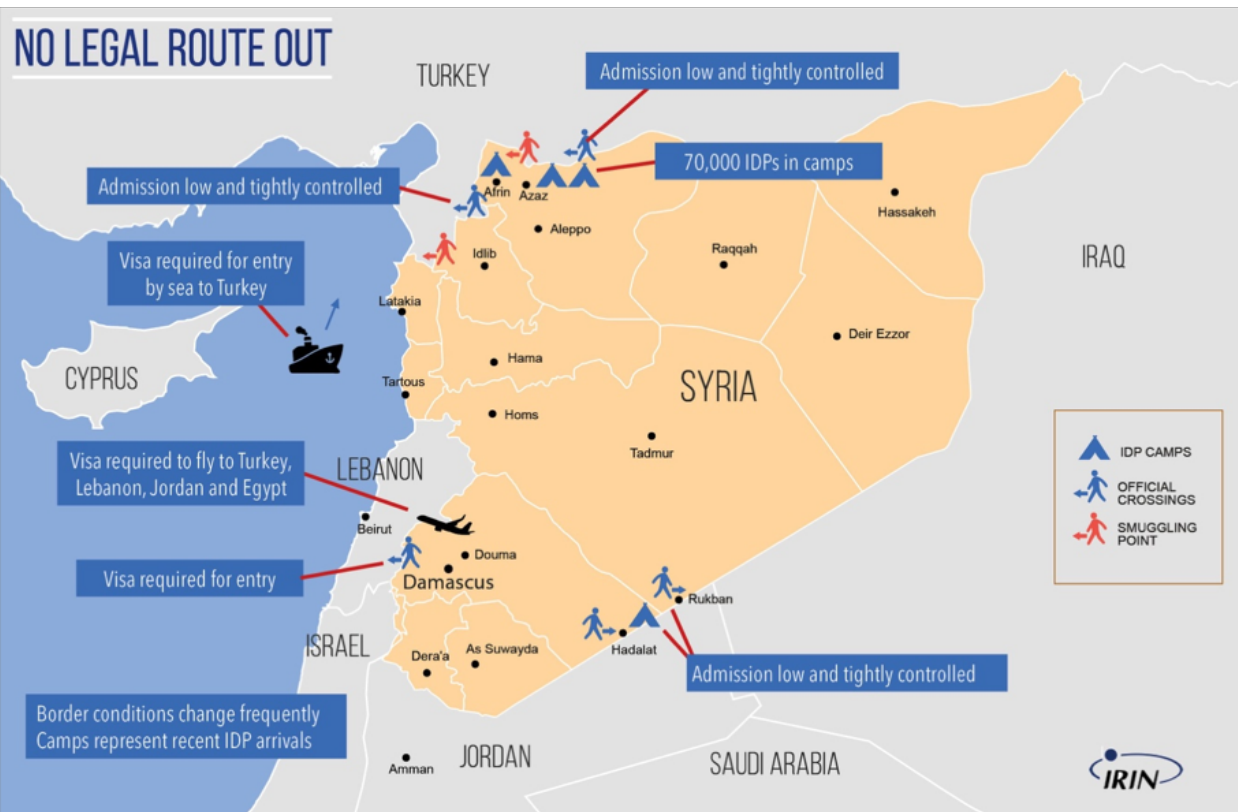 NO LEGAL ROUTE OUT
TURKEY
Admission low and tightly controlled
70,000 IDPs in camps
Admission low and tightly controlled
Afrin
Azaz
Aleppo
Hassakeh
Visa required for entry
by sea to Turkey
Idlib
Raqqah
IRAQ
Latakia
Deir Ezzor
CYPRUS
Hama
SYRIA
Tartous
Homs
Tadmur
IDP CAMPS
OFFICIAL
CROSSINGS
SMUGGLING
POINT
Visa required to fly to Turkey,
Lebanon, Jordan and Egypt
LEBANON
Beirut
Douma
Damascus
Visa required for entry
Rukban
Hadalat
ISRAEL
Dera'a
As Suwayda
Admission low and tightly controlled
Border conditions change frequently
Camps represent recent IDP arrivals
Amman
JORDAN
SAUDI ARABIA
IRIN